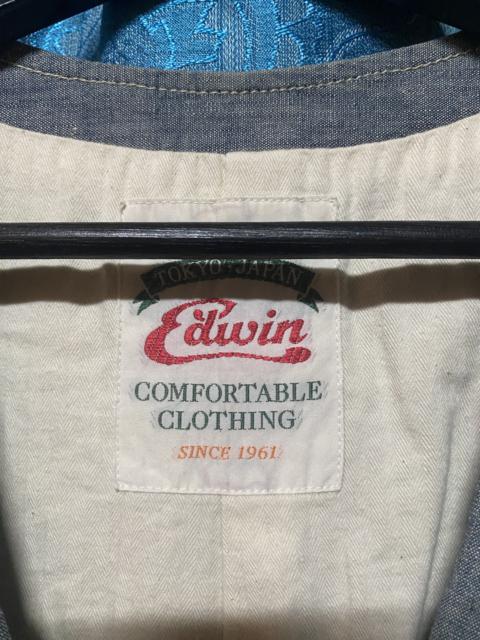 TOKYO, JAPAN
Edwin
COMFORTABLE
CLOTHING
SINCE 1961